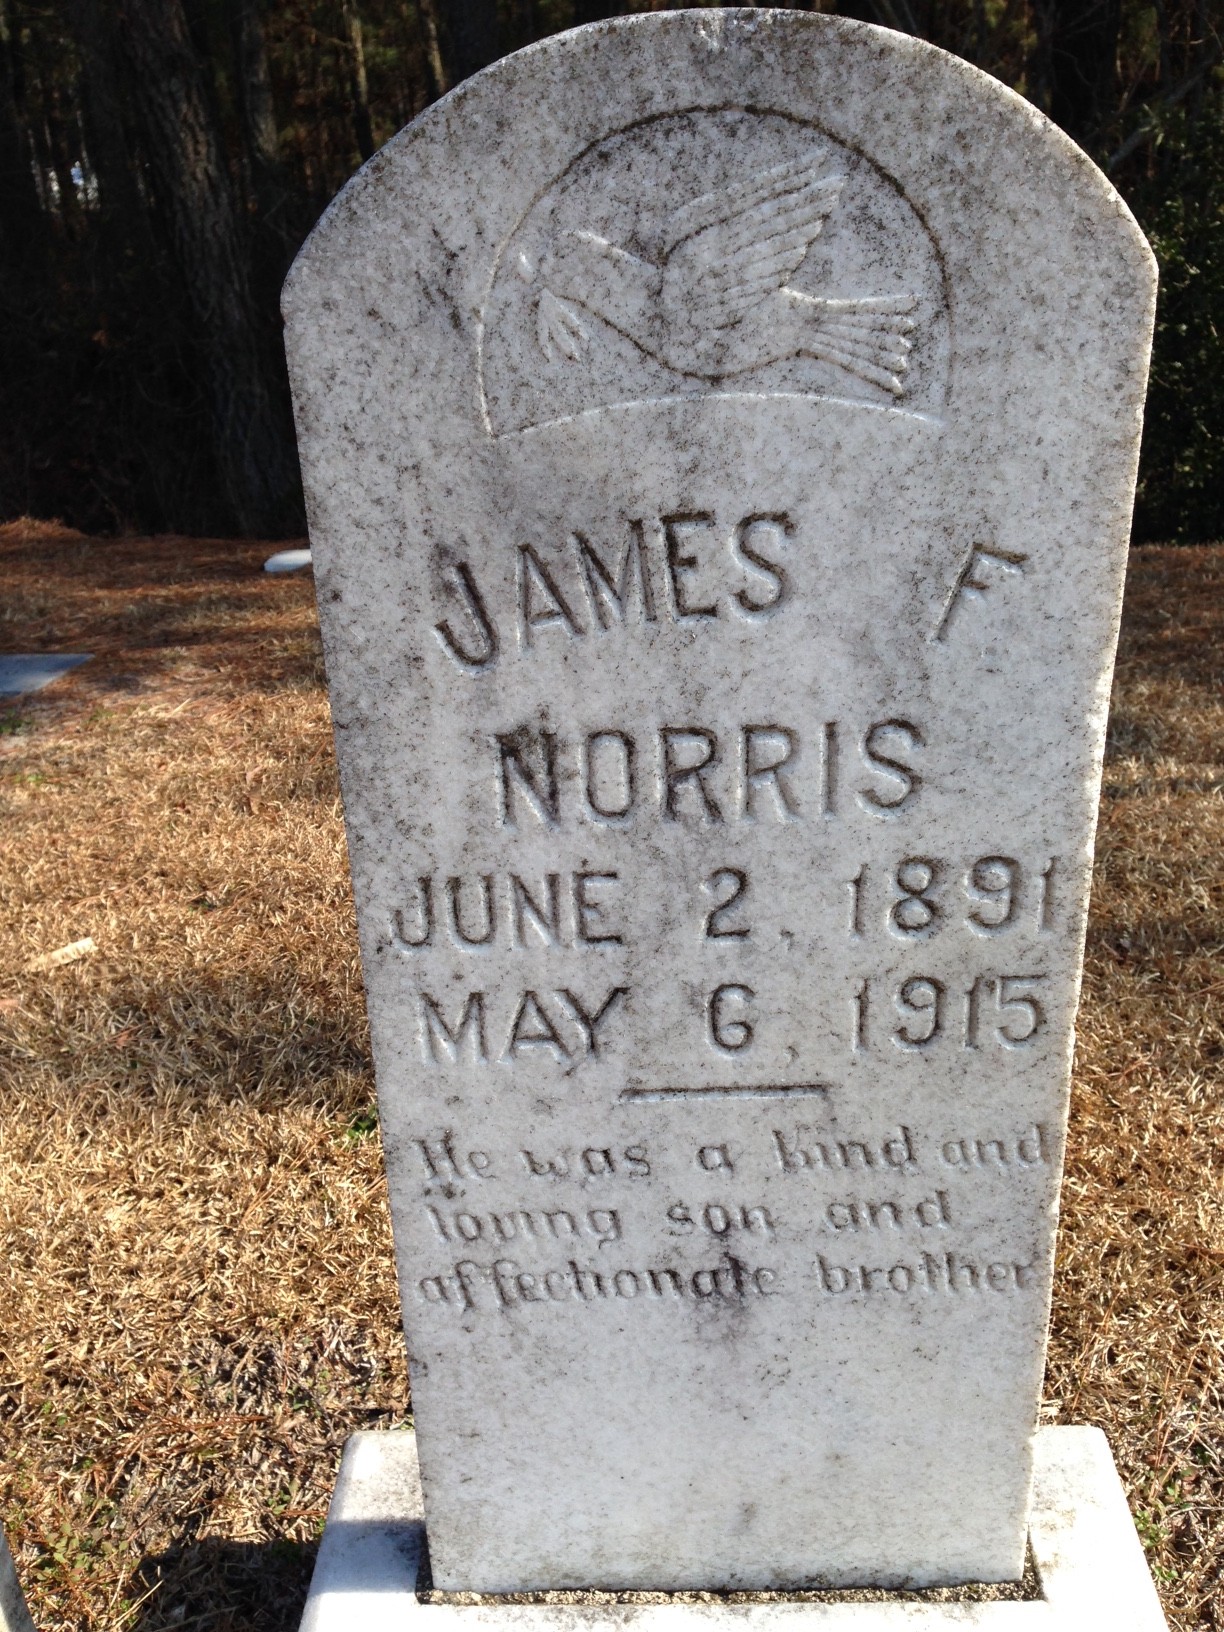 JAMES F
NORRIS
JUNE 2, 1891
MAY 6, 1915
He was a kind and
loving son and
affectionate brother